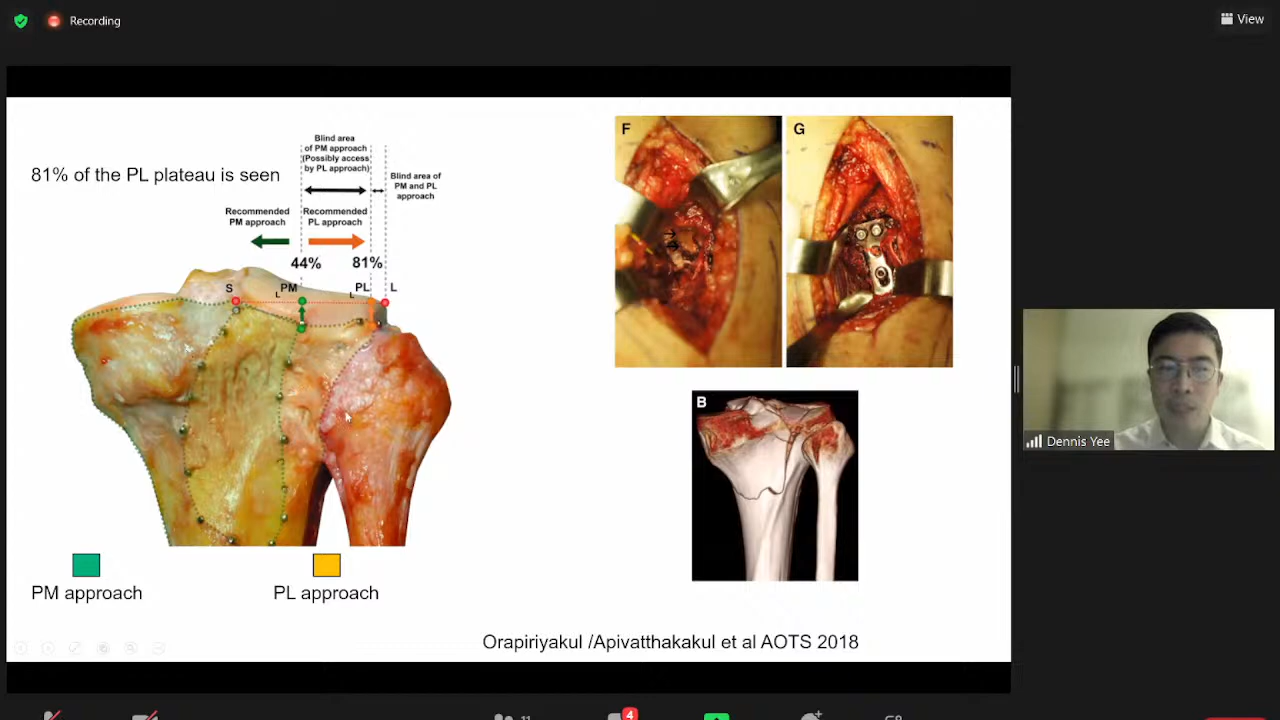 Recording
View
81% of the PL plateau is seen
Blind area
of PM approach
(Possibly access
by PL approach)
Blind area of
PM and PL
approach
Recommended
PM approach
Recommended
PL approach
44%
81%
S
L PM
L PL
L
PM approach
PL approach
F
G
B
Orapiriyakul /Apivatthakakul et al AOTS 2018
Dennis Yee
11
4